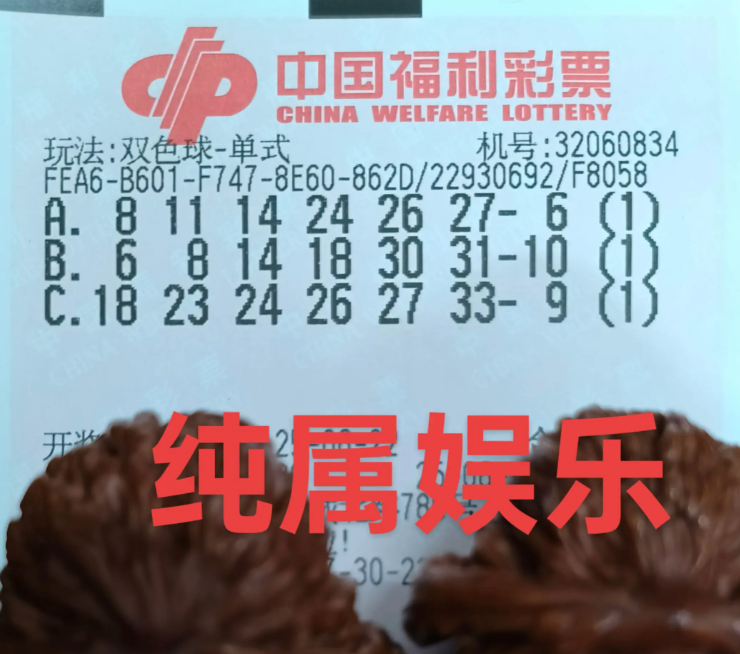 中国福利彩票
CHINA WELFARE LOTTERY
玩法:双色球-单式 机号:32060834
FEA6-B601-F747-8E60-862D/22930692/F8058
A. 8 11 14 24 26 27- 6 (1)
B. 6 8 14 18 30 31-10 (1)
C.18 23 24 26 27 33- 9 (1)
开奖
纯属娱乐